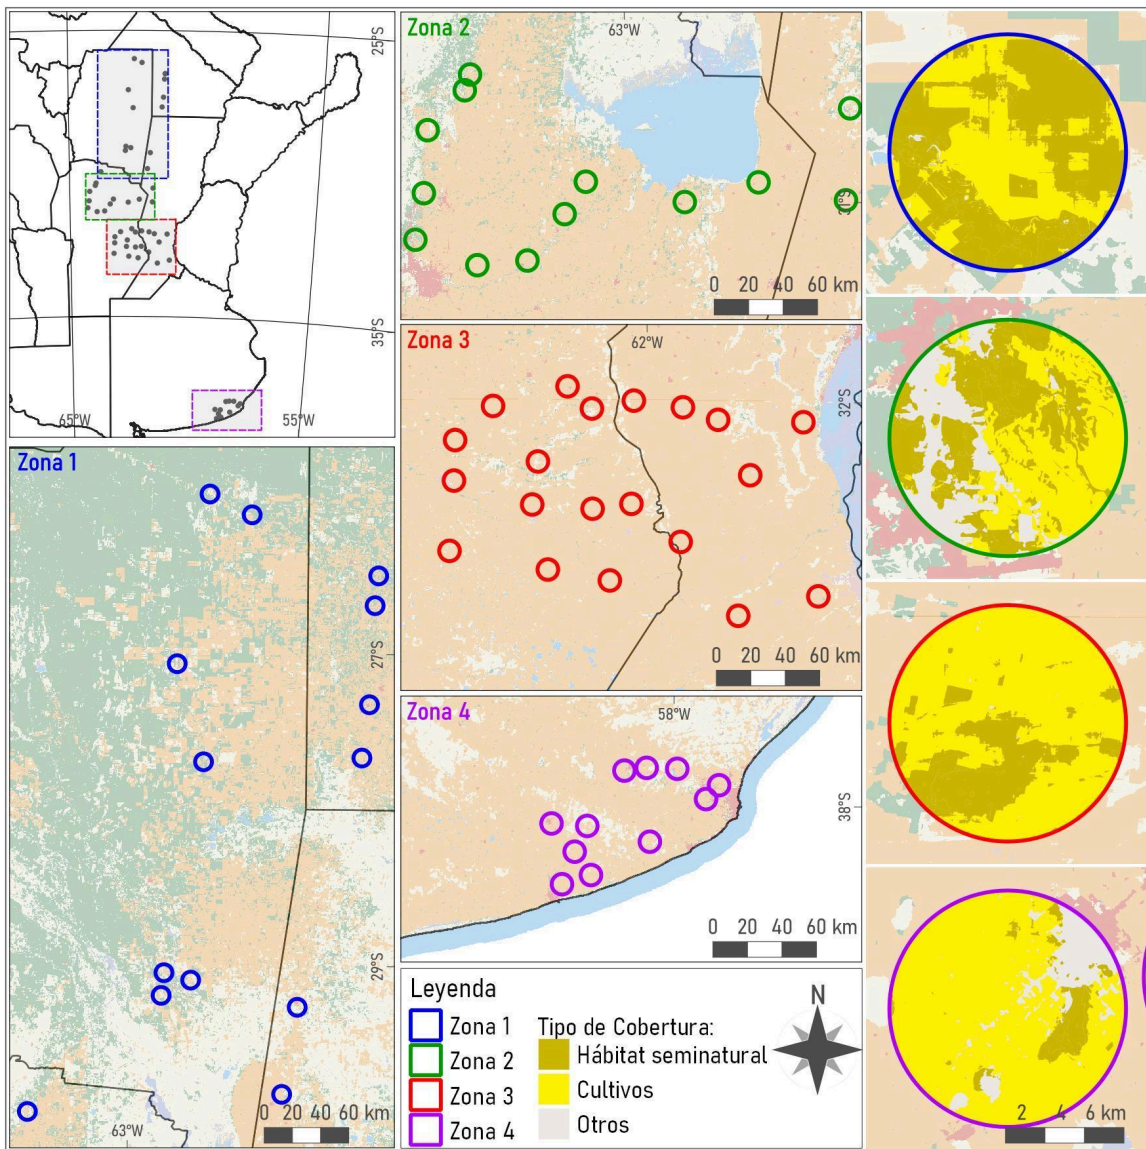 25°S
35°S
65°W
55°W
Zona 1
27°S
29°S
63°W
0 20 40 60 km
Zona 2
63°W
31°S
0 20 40 60 km
Zona 3
62°W
32°S
0 20 40 60 km
Zona 4
58°W
38°S
0 20 40 60 km
Leyenda
Zona 1
Zona 2
Zona 3
Zona 4
Tipo de Cobertura:
Hábitat seminatural
Cultivos
Otros
N
2 4 6 km